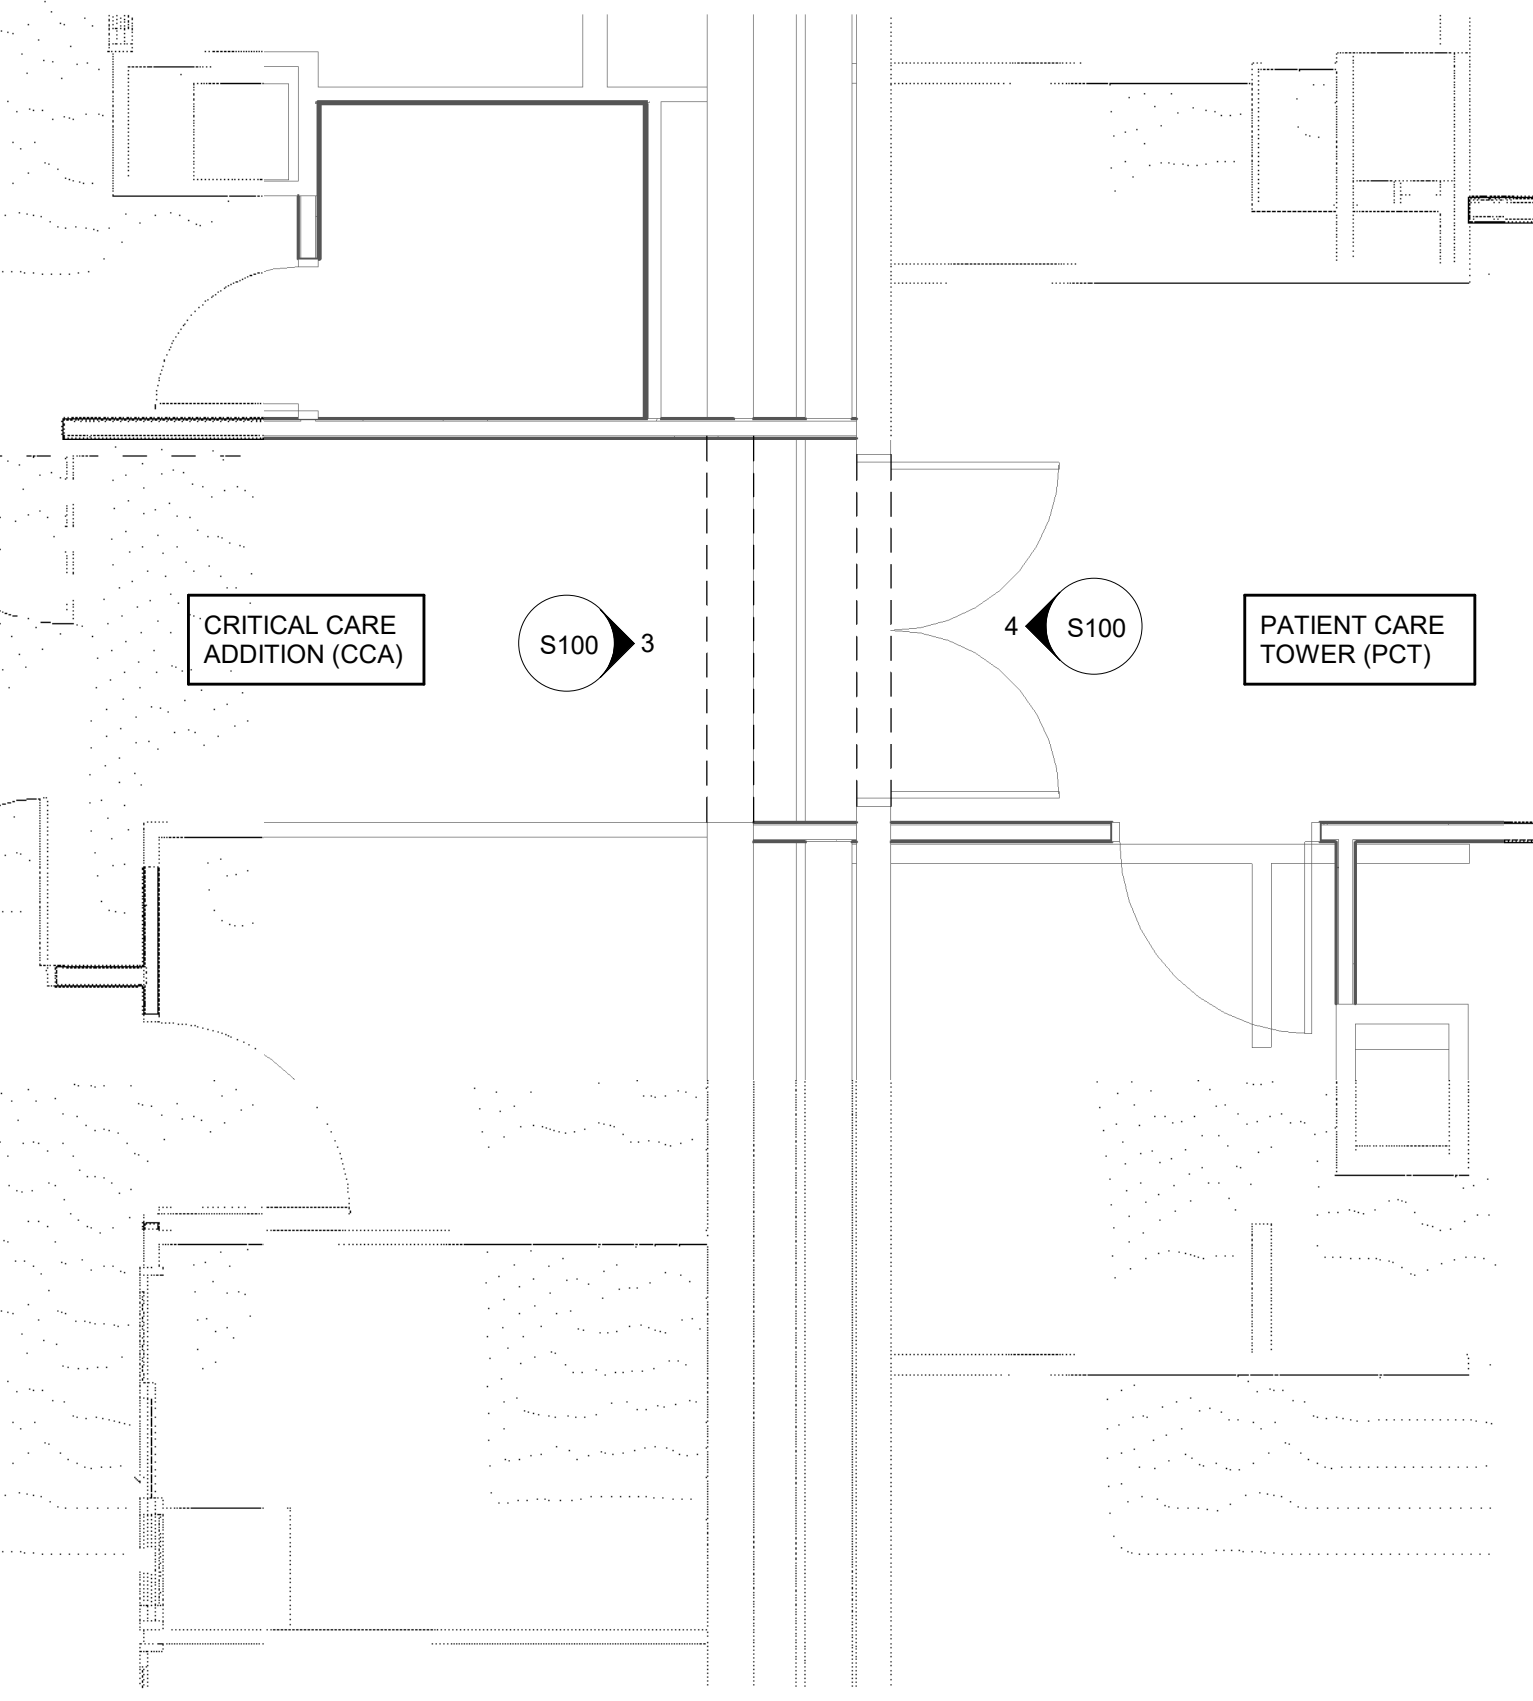 CRITICAL CARE
ADDITION (CCA)
S100
3
4
S100
PATIENT CARE
TOWER (PCT)